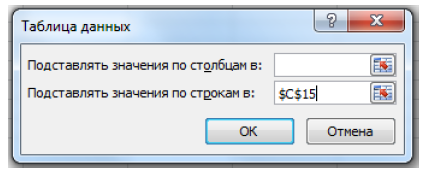 Таблица данных
Подставлять значения по столбцам в:
Подставлять значения по строкам в: $C$15
ОК Отмена